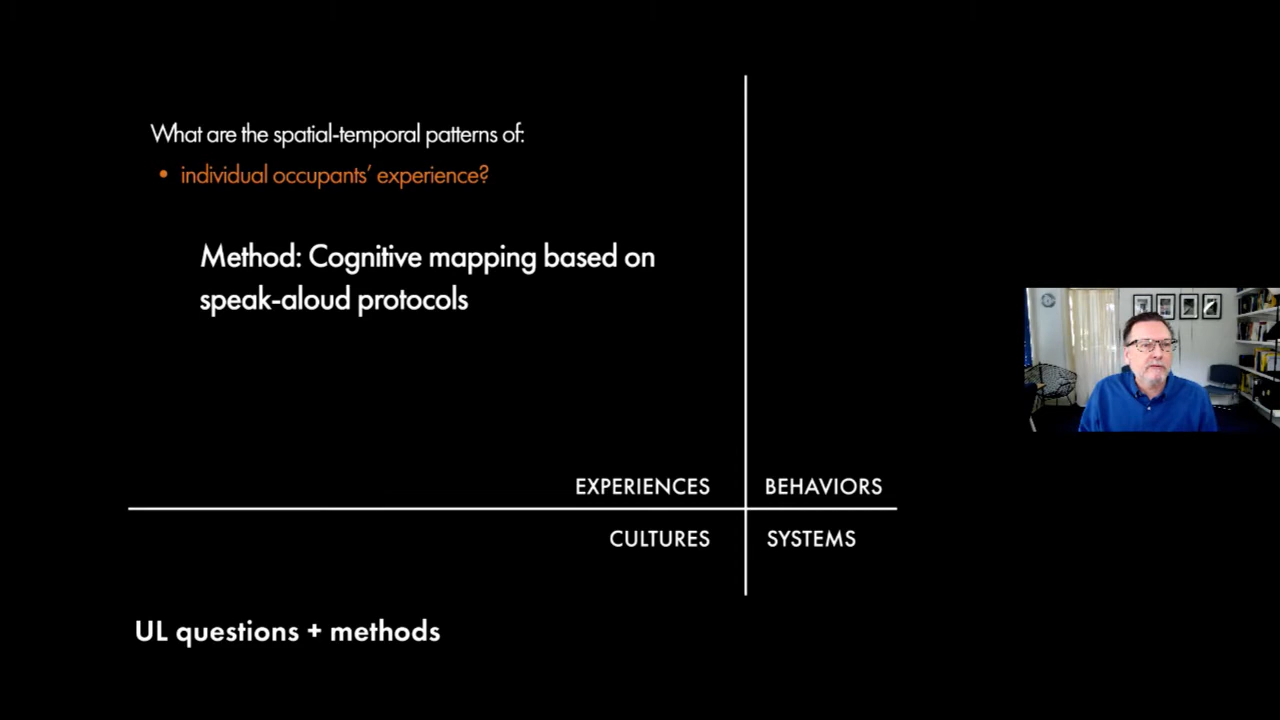 What are the spatial-temporal patterns of:
• individual occupants’ experience?
Method: Cognitive mapping based on
speak-aloud protocols
EXPERIENCES
BEHAVIORS
CULTURES
SYSTEMS
UL questions + methods